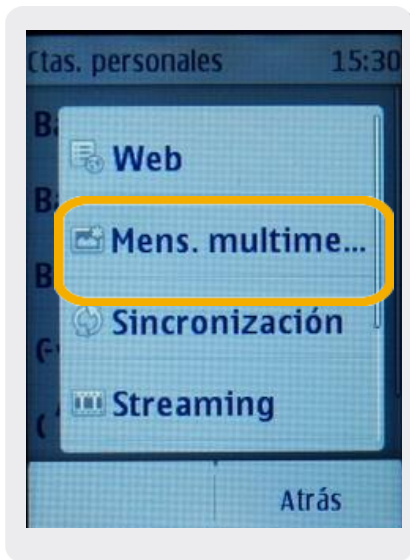 Ctas. personales 15:30
Web
Mens. multime...
Sincronización
Streaming
Atrás